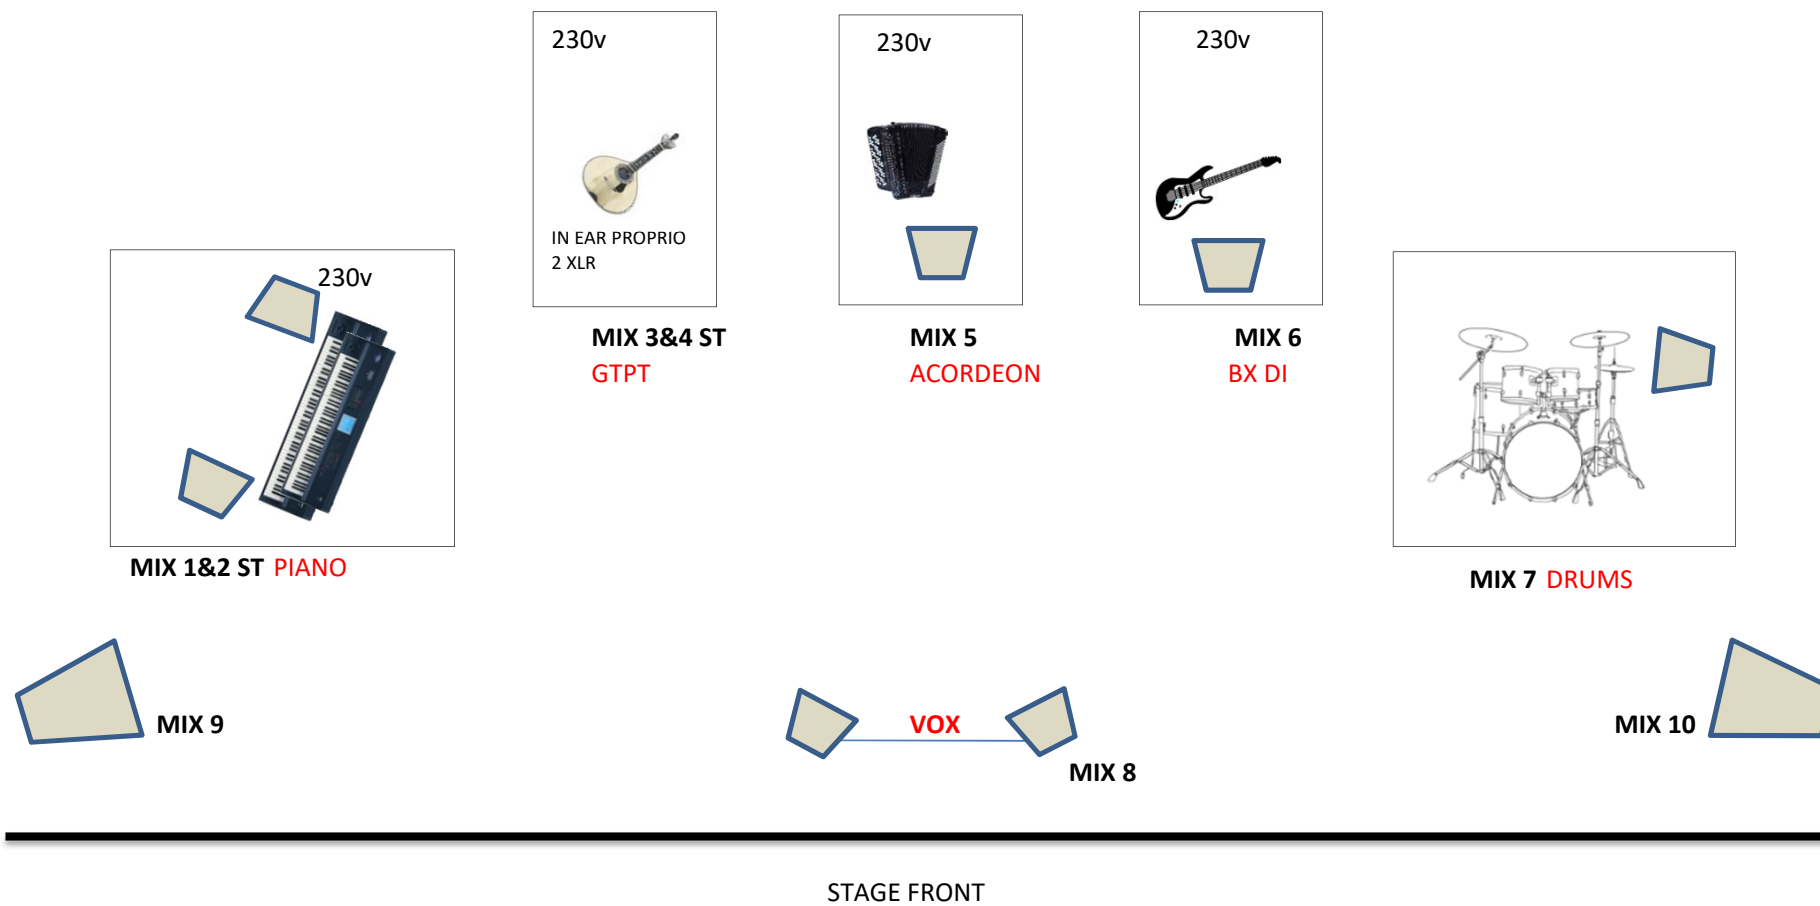 230v
230v
230v
IN EAR PROPRIO
2 XLR
230v
MIX 3&4 ST
GTPT
MIX 5
ACORDEON
MIX 6
BX DI
MIX 1&2 ST PIANO
MIX 7 DRUMS
MIX 9
VOX
MIX 10
MIX 8
STAGE FRONT